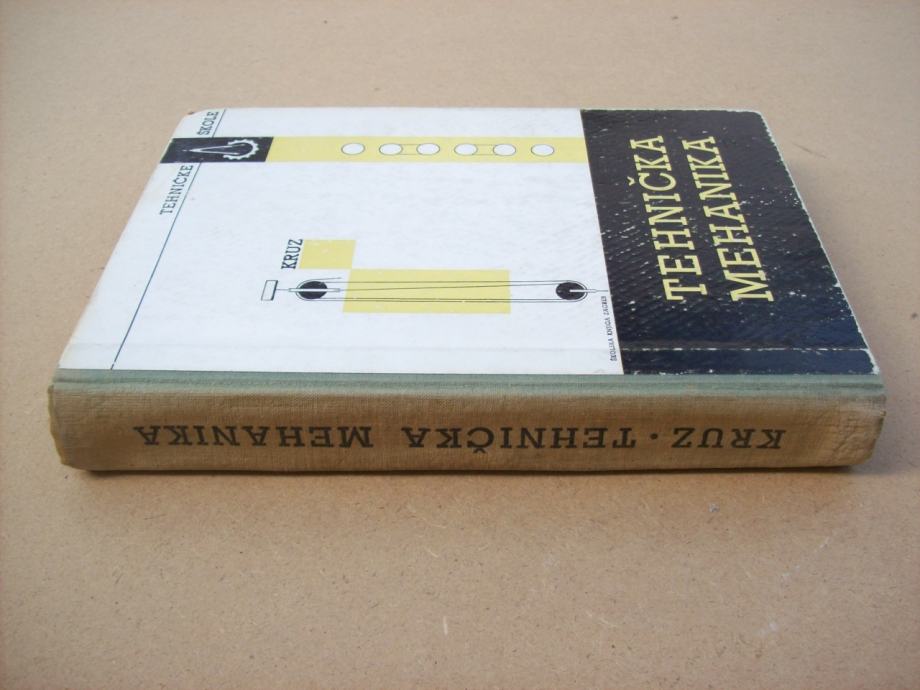 TEHNIČKE ŠKOLE
KRUZ
TEHNIČKA
MEHANIKA
ŠKOLSKA KNJIGA ZAGREB
KRUZ · TEHNIČKA MEHANIKA